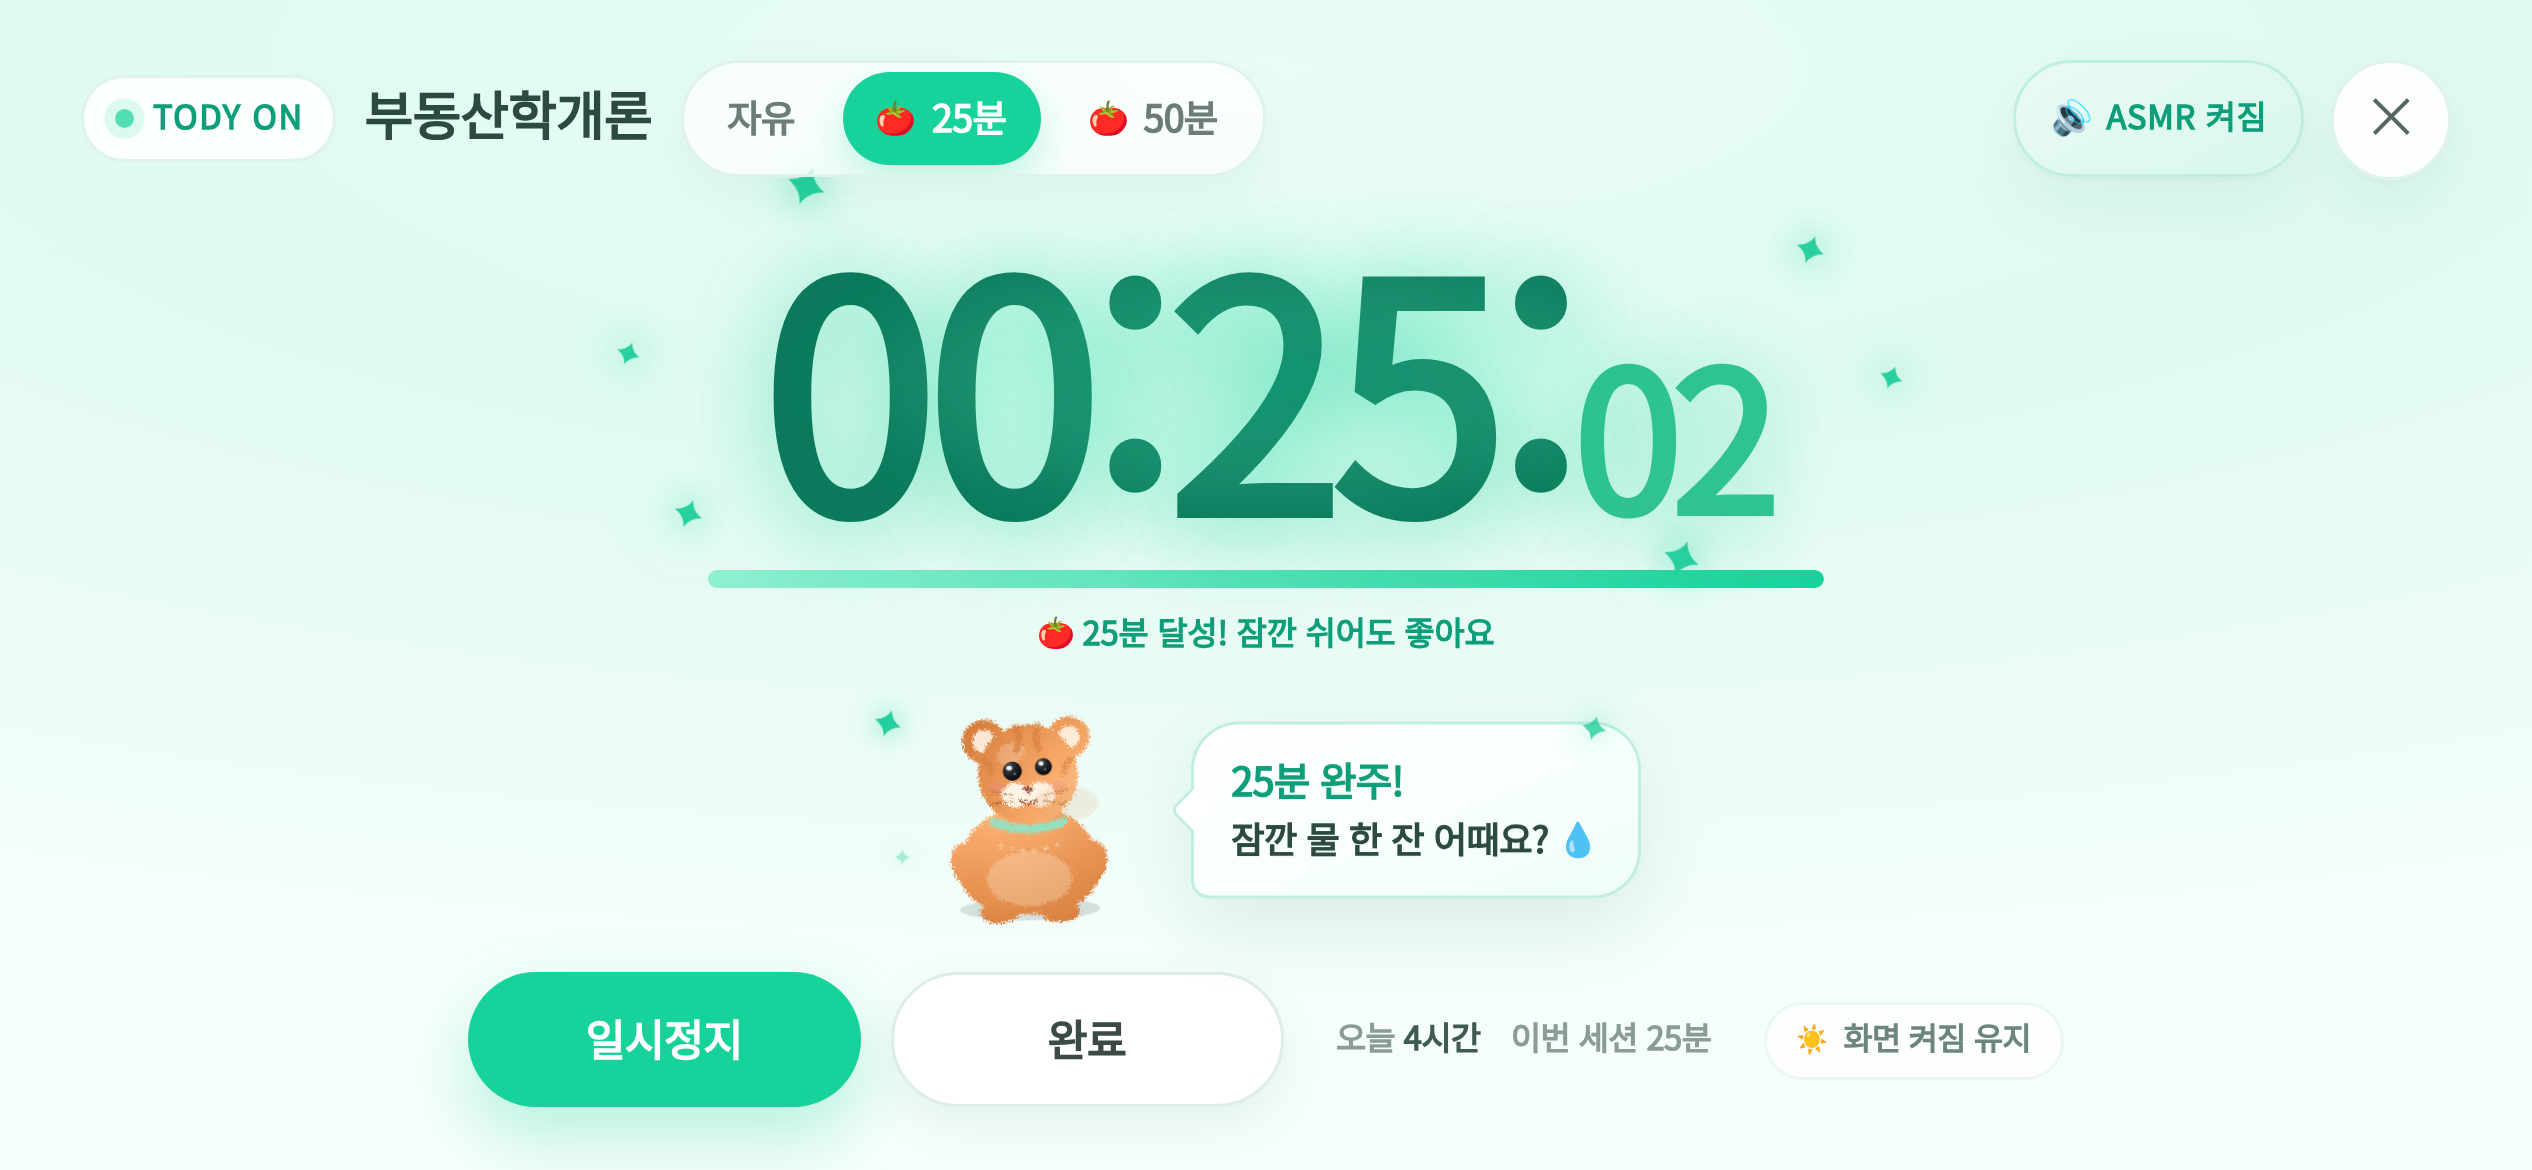 TODY ON
부동산학개론
자유
25분
50분
ASMR 켜짐
00:25:02
25분 달성! 잠깐 쉬어도 좋아요
25분 완주!
잠깐 물 한 잔 어때요?
일시정지
완료
오늘 4시간 이번 세션 25분
화면 켜짐 유지